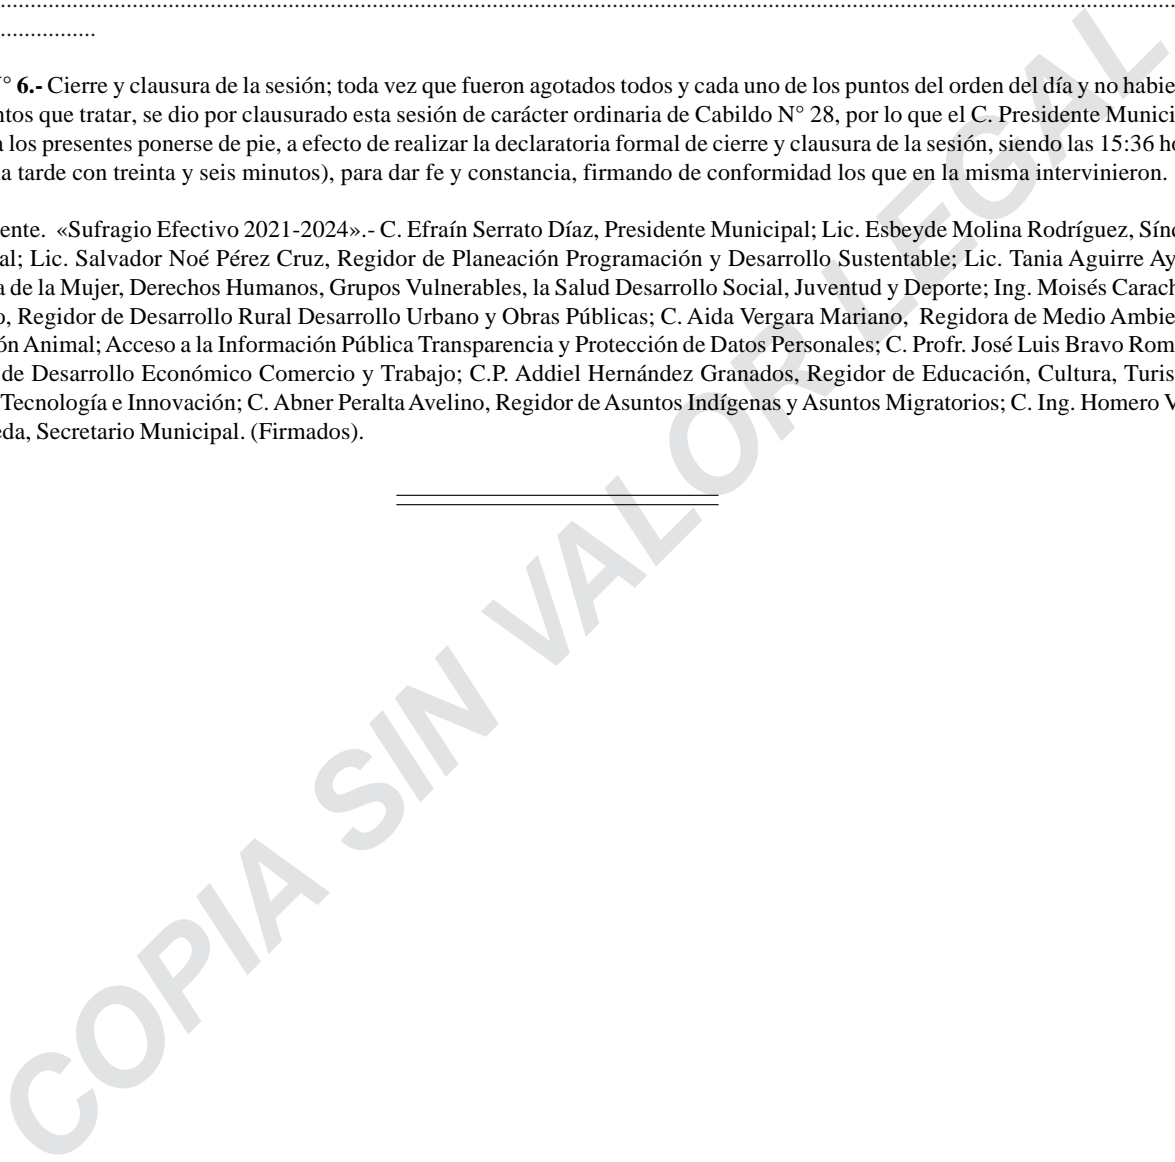 ° 6.- Cierre y clausura de la sesión; toda vez que fueron agotados todos y cada uno de los puntos del orden del día y no habie
ntos que tratar, se dio por clausurado esta sesión de carácter ordinaria de Cabildo N° 28, por lo que el C. Presidente Munici
a los presentes ponerse de pie, a efecto de realizar la declaratoria formal de cierre y clausura de la sesión, siendo las 15:36 ho
a tarde con treinta y seis minutos), para dar fe y constancia, firmando de conformidad los que en la misma intervinieron.
ente. «Sufragio Efectivo 2021-2024».- C. Efraín Serrato Díaz, Presidente Municipal; Lic. Esbeyde Molina Rodríguez, Sínd
al; Lic. Salvador Noé Pérez Cruz, Regidor de Planeación Programación y Desarrollo Sustentable; Lic. Tania Aguirre Ay
a de la Mujer, Derechos Humanos, Grupos Vulnerables, la Salud Desarrollo Social, Juventud y Deporte; Ing. Moisés Carach
o, Regidor de Desarrollo Rural Desarrollo Urbano y Obras Públicas; C. Aida Vergara Mariano, Regidora de Medio Ambie
ón Animal; Acceso a la Información Pública Transparencia y Protección de Datos Personales; C. Profr. José Luis Bravo Rom
de Desarrollo Económico Comercio y Trabajo; C.P. Addiel Hernández Granados, Regidor de Educación, Cultura, Turis
Tecnología e Innovación; C. Abner Peralta Avelino, Regidor de Asuntos Indígenas y Asuntos Migratorios; C. Ing. Homero V
eda, Secretario Municipal. (Firmados).
COPIA SIN VALOR LEGAL